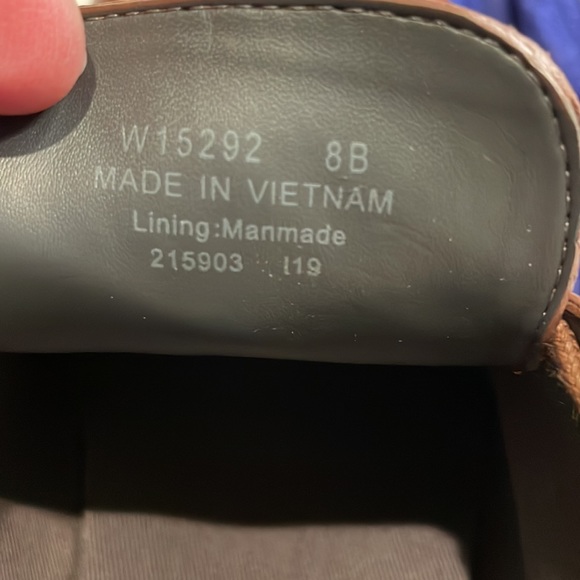 W15292 8B
MADE IN VIETNAM
Lining:Manmade
215903 I19